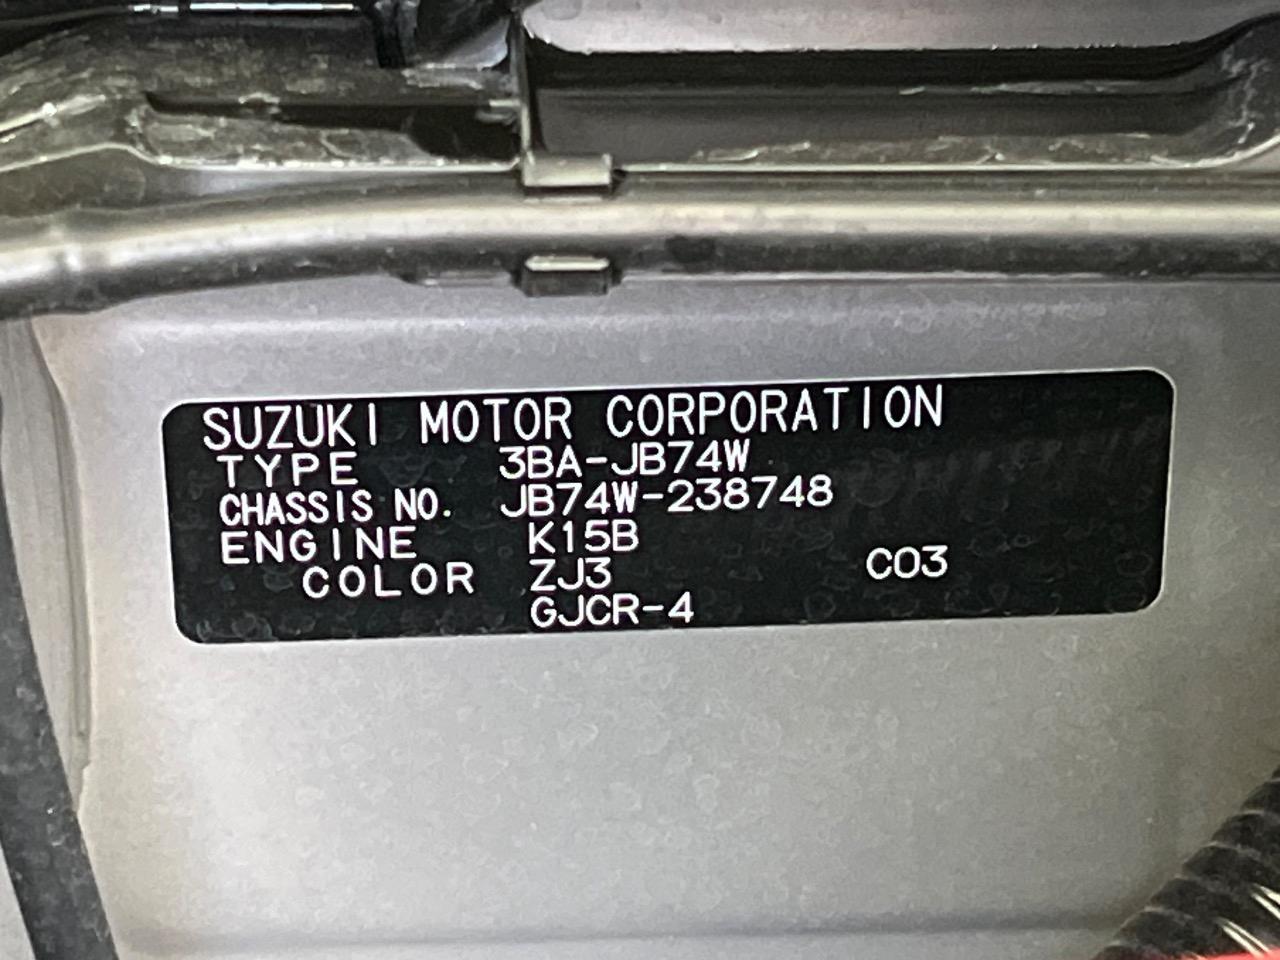 SUZUKI MOTOR CORPORATION
TYPE 3BA-JB74W
CHASSIS NO. JB74W-238748
ENGINE K15B
COLOR ZJ3 C03
GJCR-4